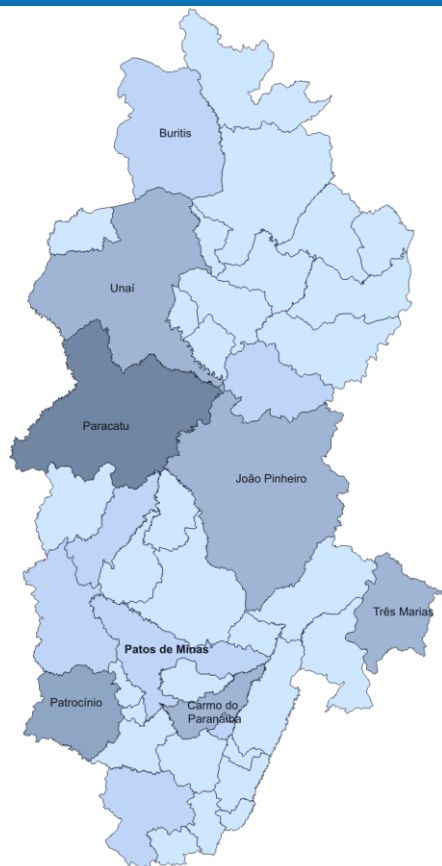 Buritis
Unaí
Paracatu
João Pinheiro
Três Marias
Patos de Minas
Patrocínio
Carmo do
Paranaíba